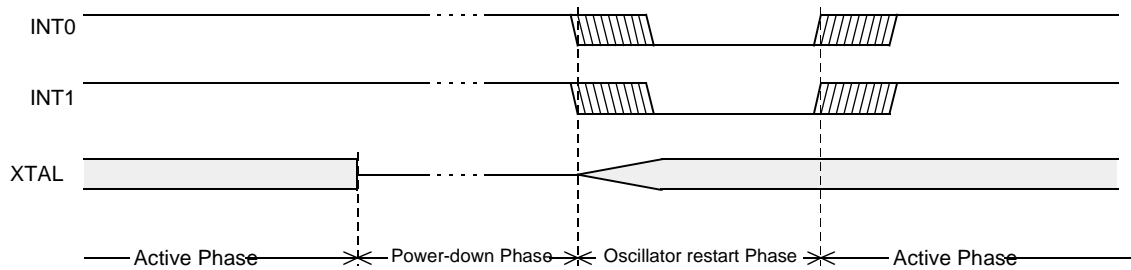 INT0
INT1
XTAL
Active Phase Power-down Phase Oscillator restart Phase Active Phase